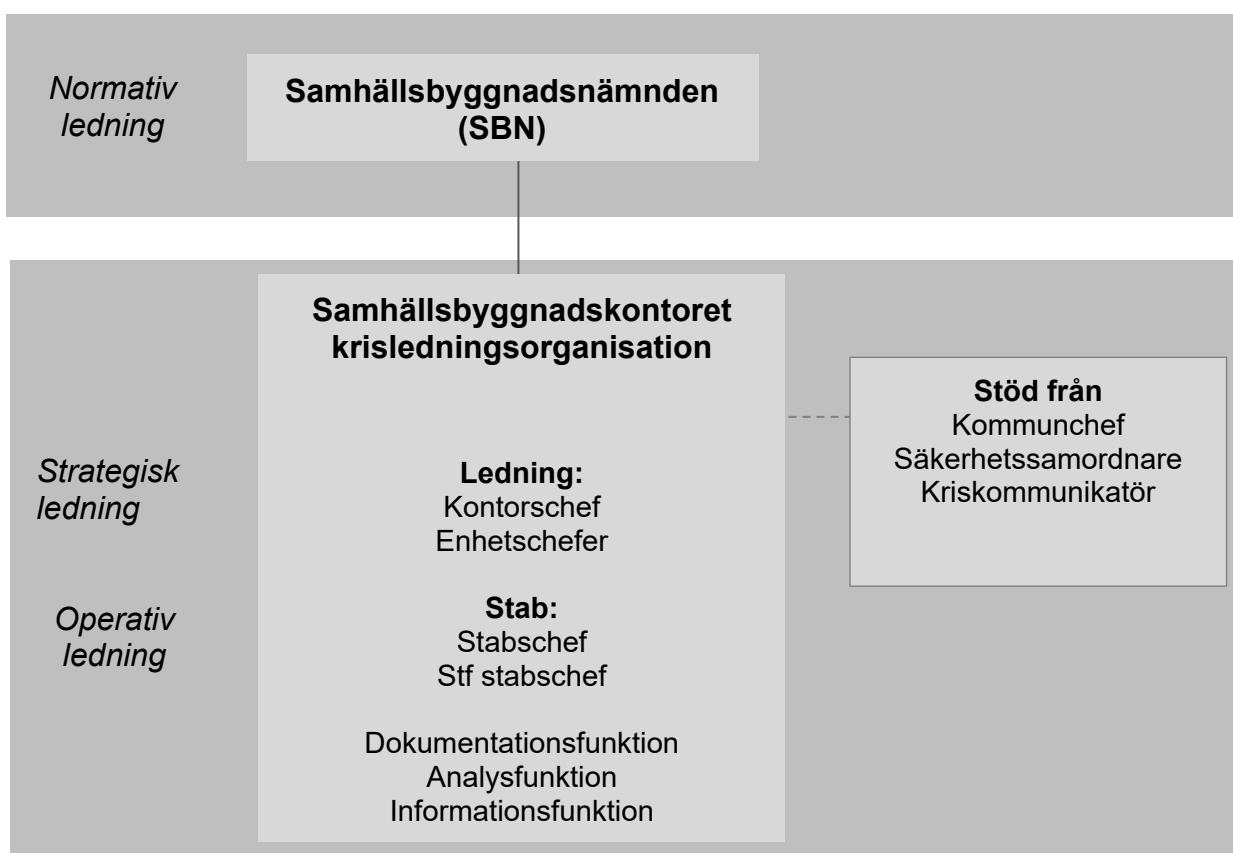 Normativ
ledning
Samhällsbyggnadsnämnden
(SBN)
Samhällsbyggnadskontoret
krisledningsorganisation
Stöd från
Kommunchef
Säkerhetssamordnare
Kriskommunikatör
Strategisk
ledning
Ledning:
Kontorschef
Enhetschefer
Operativ
ledning
Stab:
Stabschef
Stf stabschef
Dokumentationsfunktion
Analysfunktion
Informationsfunktion